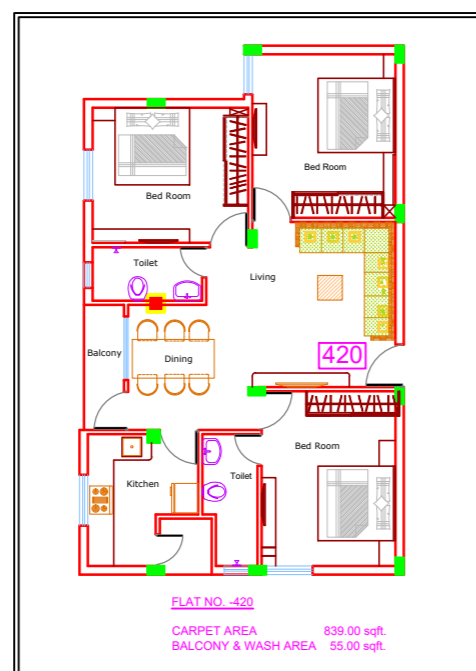 Bed Room
Bed Room
Toilet
Living
Balcony
Dining
420
Bed Room
Kitchen
Toilet
FLAT NO. -420
CARPET AREA 839.00 sqft.
BALCONY & WASH AREA 55.00 sqft.